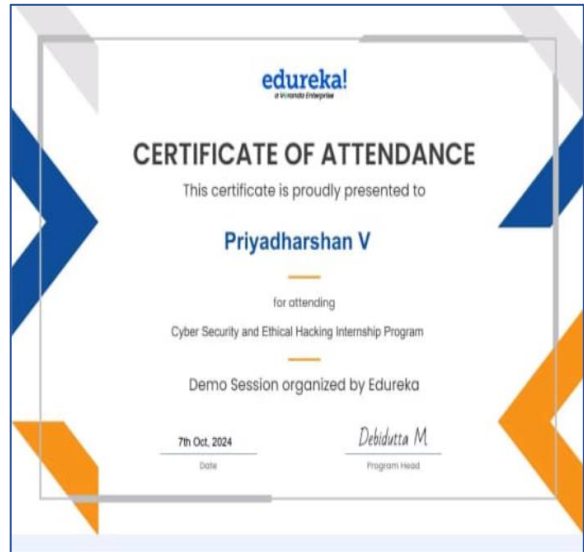 edureka!
a Veranda Enterprise
CERTIFICATE OF ATTENDANCE
This certificate is proudly presented to
Priyadharshan V
for attending
Cyber Security and Ethical Hacking Internship Program
Demo Session organized by Edureka
7th Oct, 2024
Debidutta M
Date
Program Head